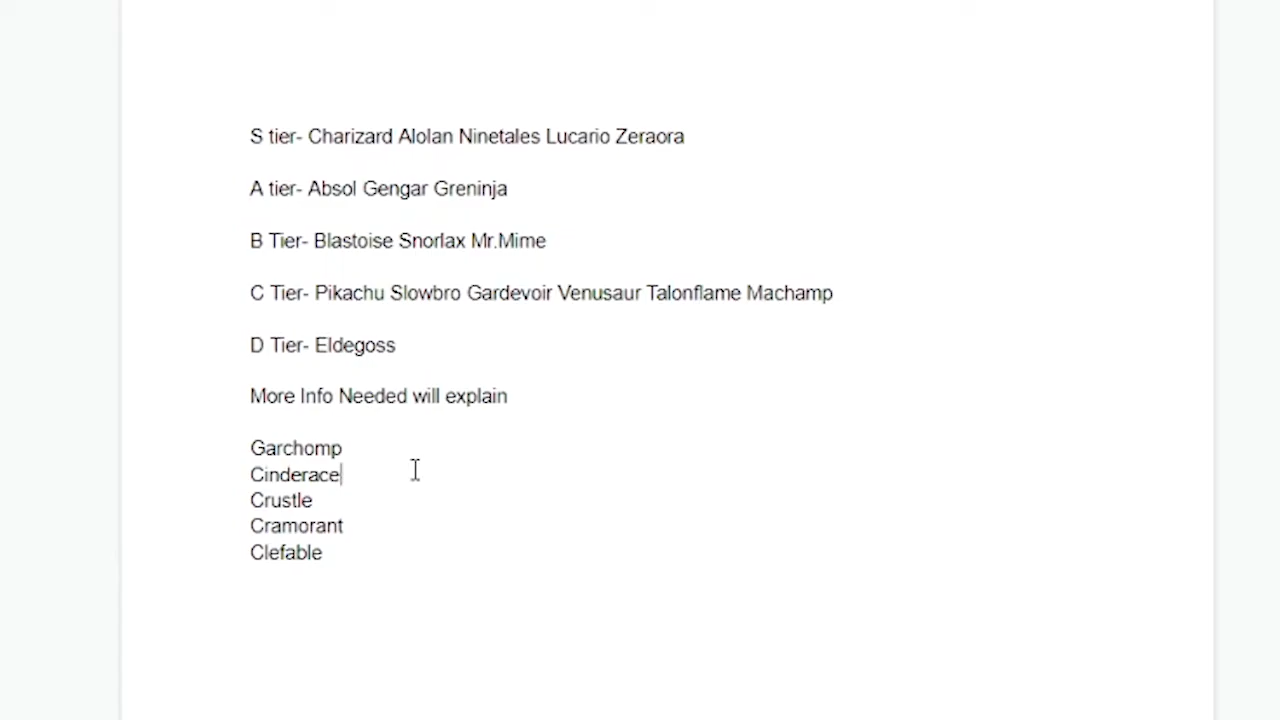 S tier- Charizard Alolan Ninetales Lucario Zeraora
A tier- Absol Gengar Greninja
B Tier- Blastoise Snorlax Mr.Mime
C Tier- Pikachu Slowbro Gardevoir Venusaur Talonflame Machamp
D Tier- Eldegoss
More Info Needed will explain
Garchomp
Cinderace
Crustle
Cramorant
Clefable